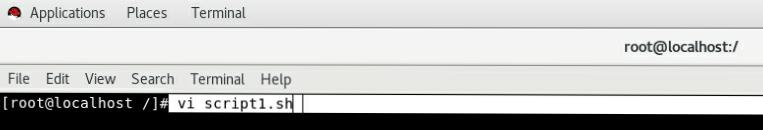 Applications Places Terminal
root@localhost:/
File Edit View Search Terminal Help
[root@localhost /]# vi script1.sh